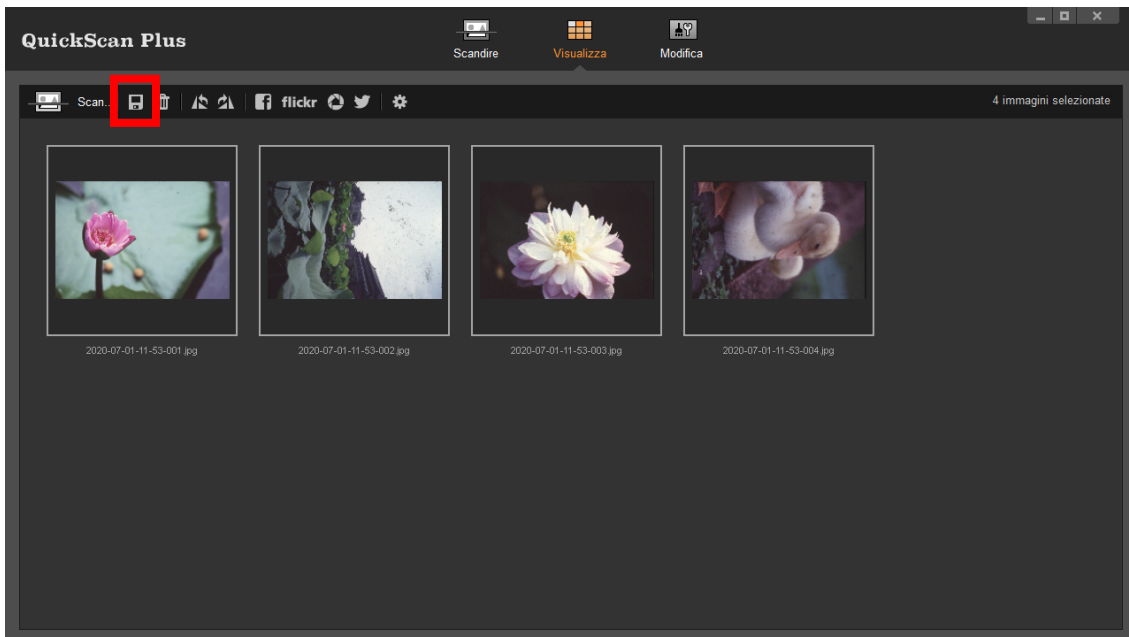 QuickScan Plus
Scandire
Visualizza
Modifica
Scan..
flickr
4 immagini selezionate
2020-07-01-11-53-001.jpg
2020-07-01-11-53-002.jpg
2020-07-01-11-53-003.jpg
2020-07-01-11-53-004.jpg